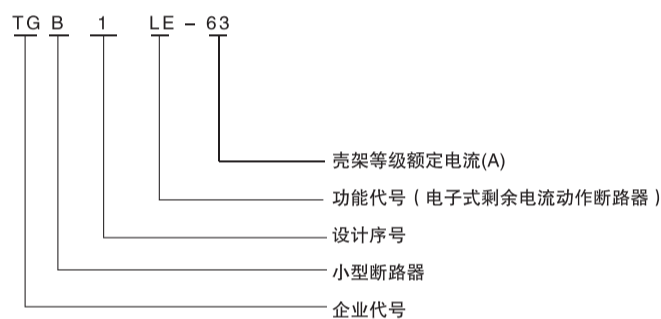 TG B 1 LE - 63
壳架等级额定电流(A)
功能代号(电子式剩余电流动作断路器)
设计序号
小型断路器
企业代号